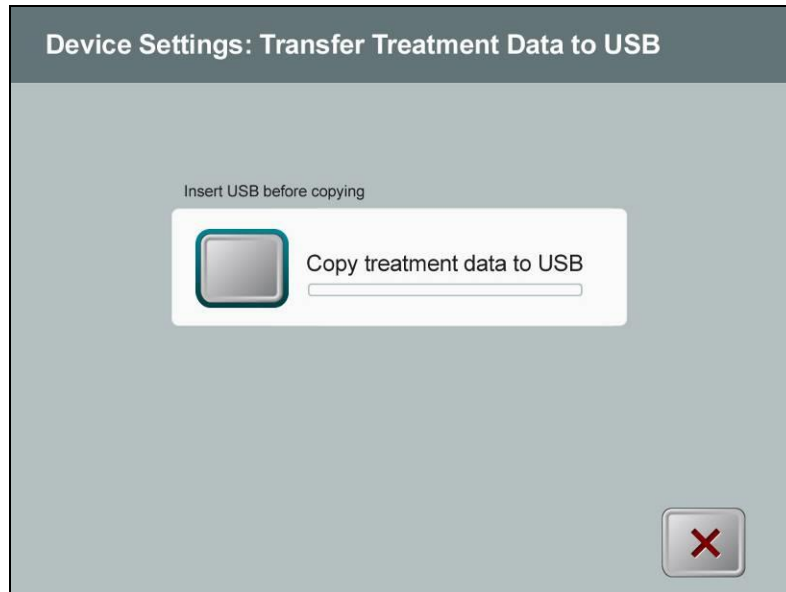 Device Settings: Transfer Treatment Data to USB
Insert USB before copying
Copy treatment data to USB